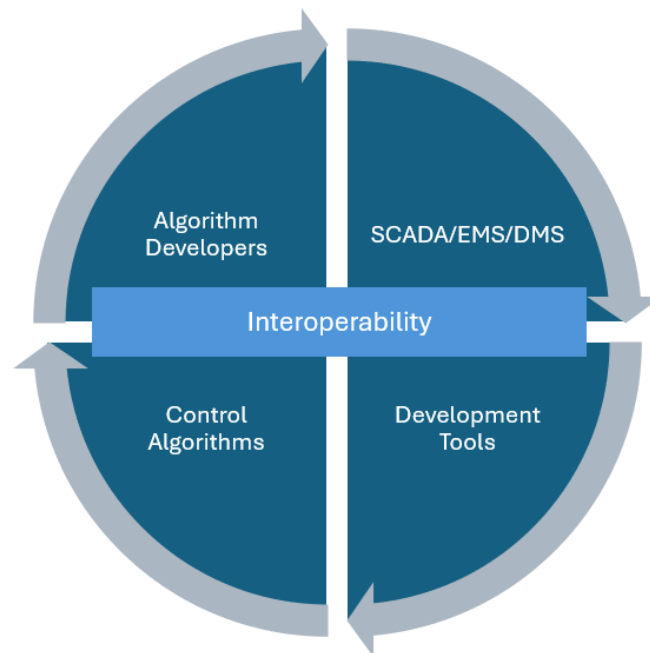 Algorithm
Developers
SCADA/EMS/DMS
Interoperability
Control
Algorithms
Development
Tools